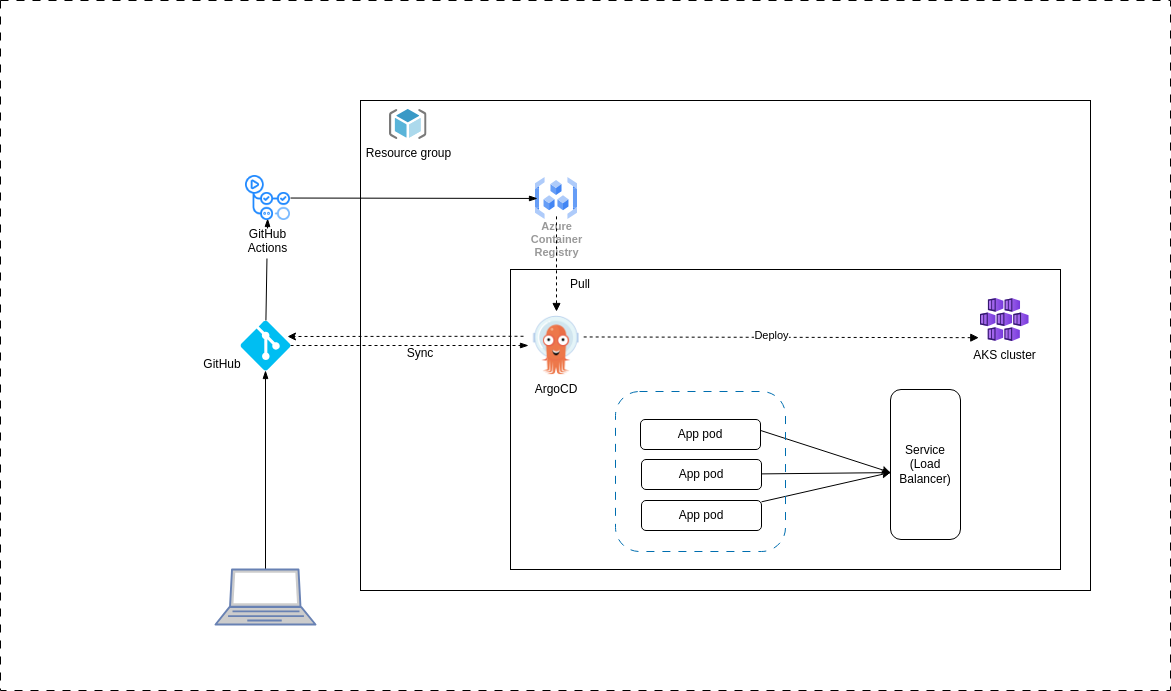 Resource group
GitHub
Actions
Azure
Container
Registry
Pull
GitHub
Sync
ArgoCD
Deploy
AKS cluster
App pod
App pod
App pod
Service
(Load
Balancer)